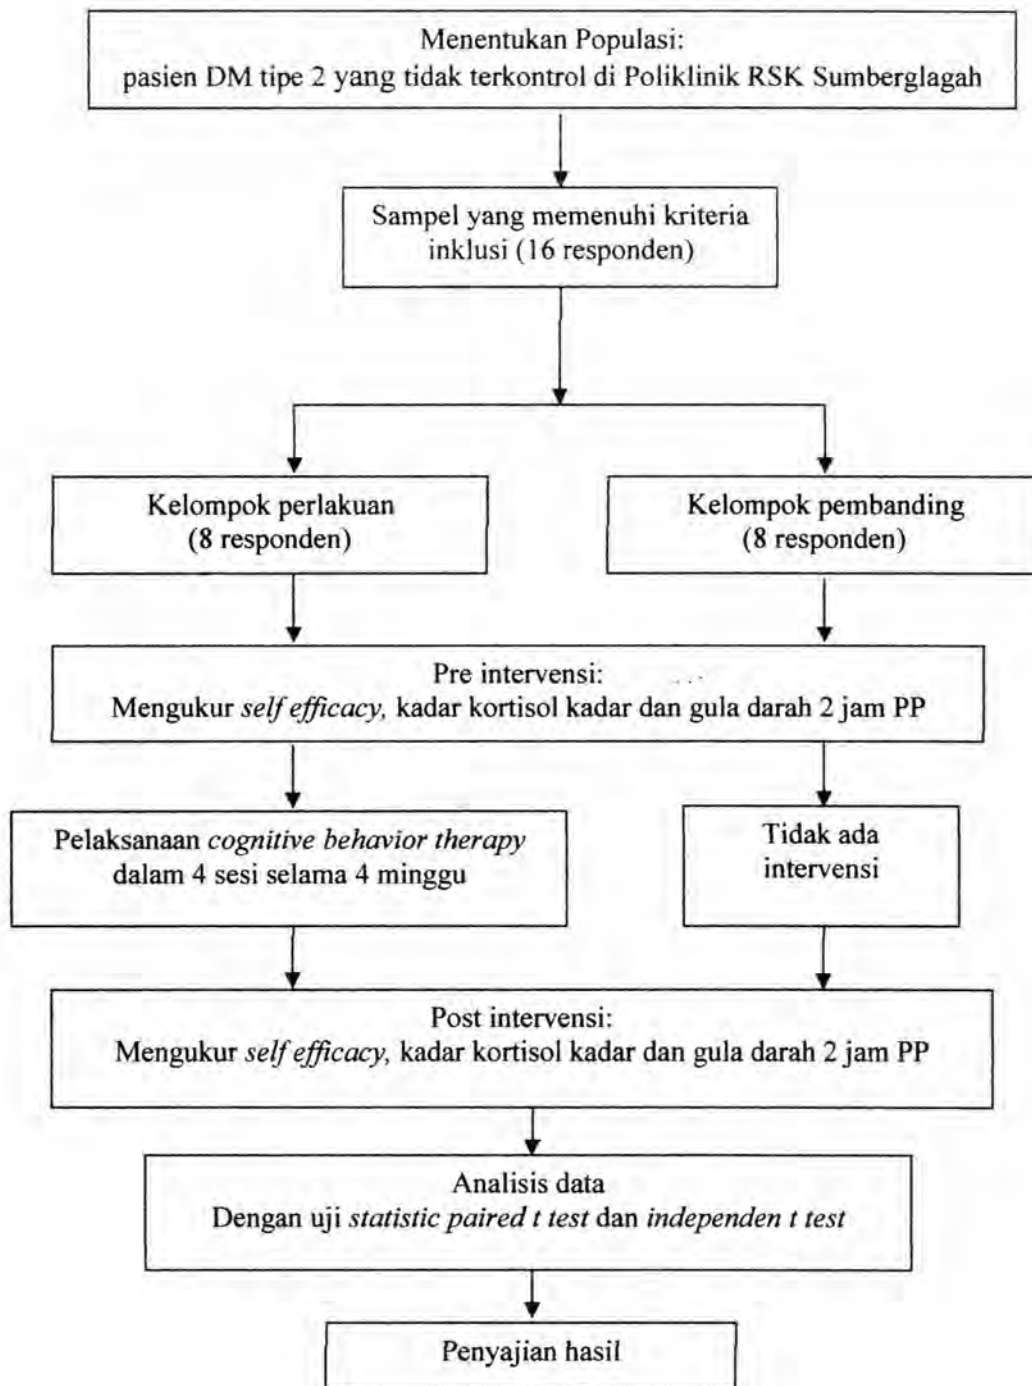 Menentukan Populasi:
pasien DM tipe 2 yang tidak terkontrol di Poliklinik RSK Sumberglagah
Sampel yang memenuhi kriteria
inklusi (16 responden)
Kelompok perlakuan
(8 responden)
Kelompok pembanding
(8 responden)
Pre intervensi:
Mengukur self efficacy, kadar kortisol kadar dan gula darah 2 jam PP
Pelaksanaan cognitive behavior therapy
dalam 4 sesi selama 4 minggu
Tidak ada
intervensi
Post intervensi:
Mengukur self efficacy, kadar kortisol kadar dan gula darah 2 jam PP
Analisis data
Dengan uji statistic paired t test dan independen t test
Penyajian hasil